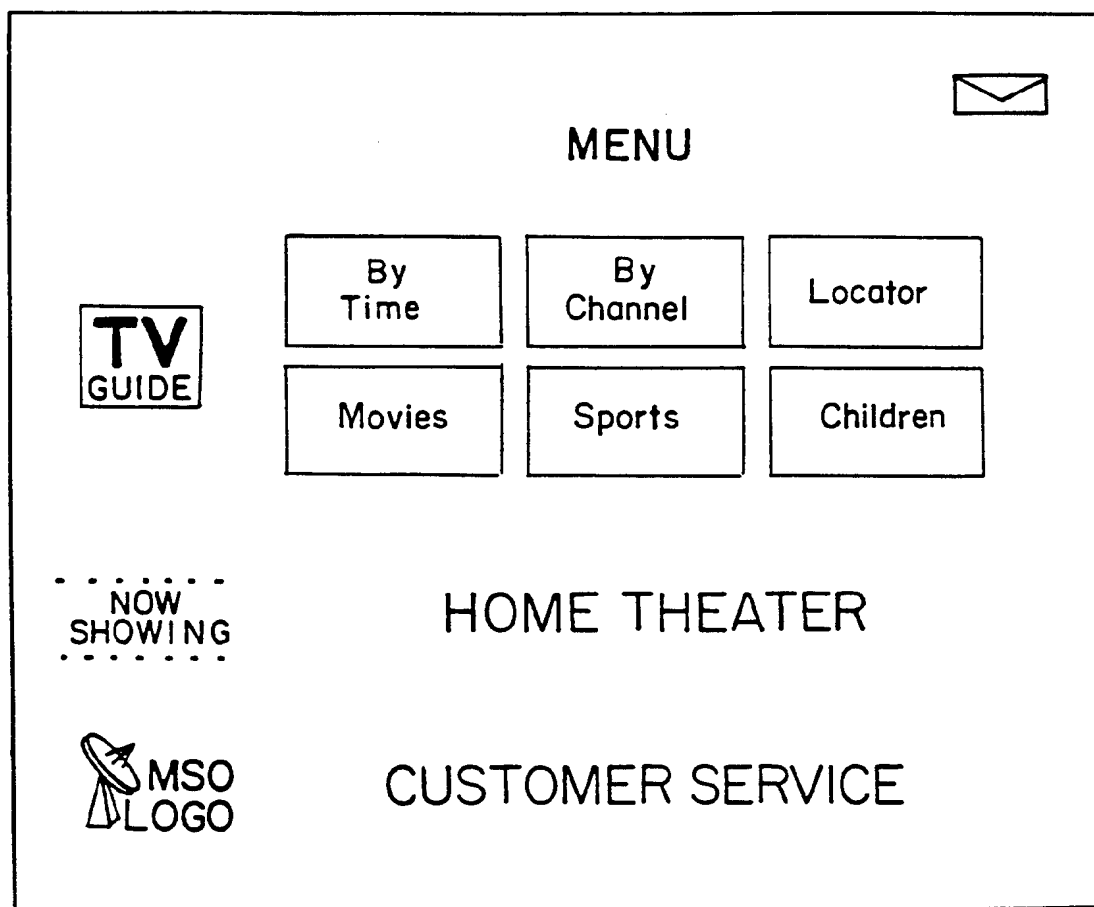 MENU
By
Time
By
Channel
Locator
TV
GUIDE
Movies
Sports
Children
NOW
SHOWING
HOME THEATER
MSO
LOGO
CUSTOMER SERVICE